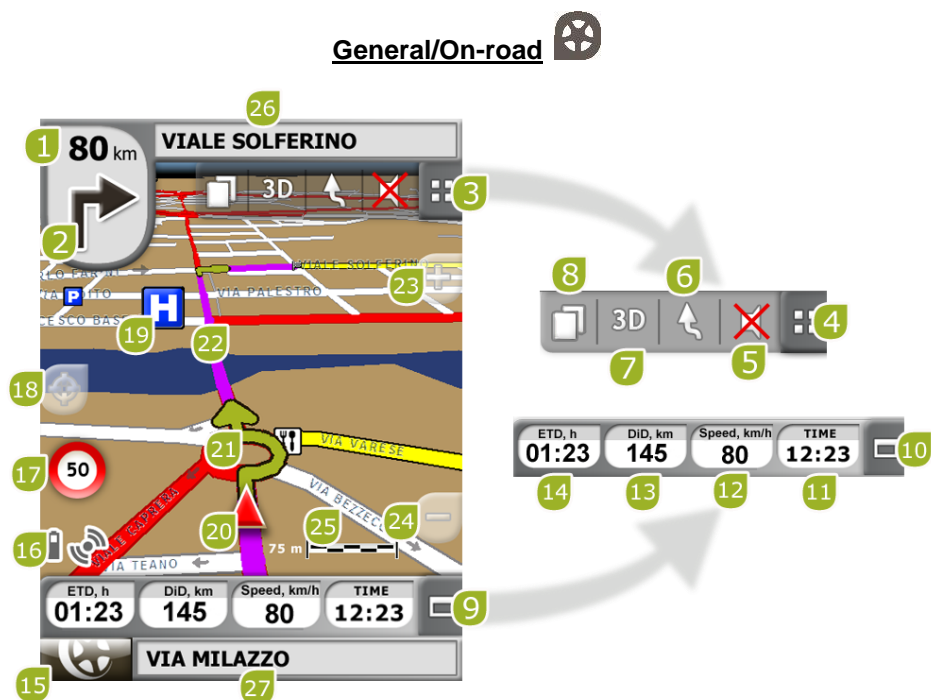 General/On-road
26
1
80 km
VIALE SOLFERINO
3D
3
2
VIALE SOLFERINO
23
P
VIA PALESTRO
H
19
22
18
8
6
3D
4
7
5
17
50
21
VIA VARESE
VIALE CAPRERA
20
25
24
16
75 m
VIA TEANO
ETD, h
01:23
DiD, km
145
Speed, km/h
80
TIME
12:23
9
ETD, h
01:23
DiD, km
145
Speed, km/h
80
TIME
12:23
10
14
13
12
11
15
VIA MILAZZO
27